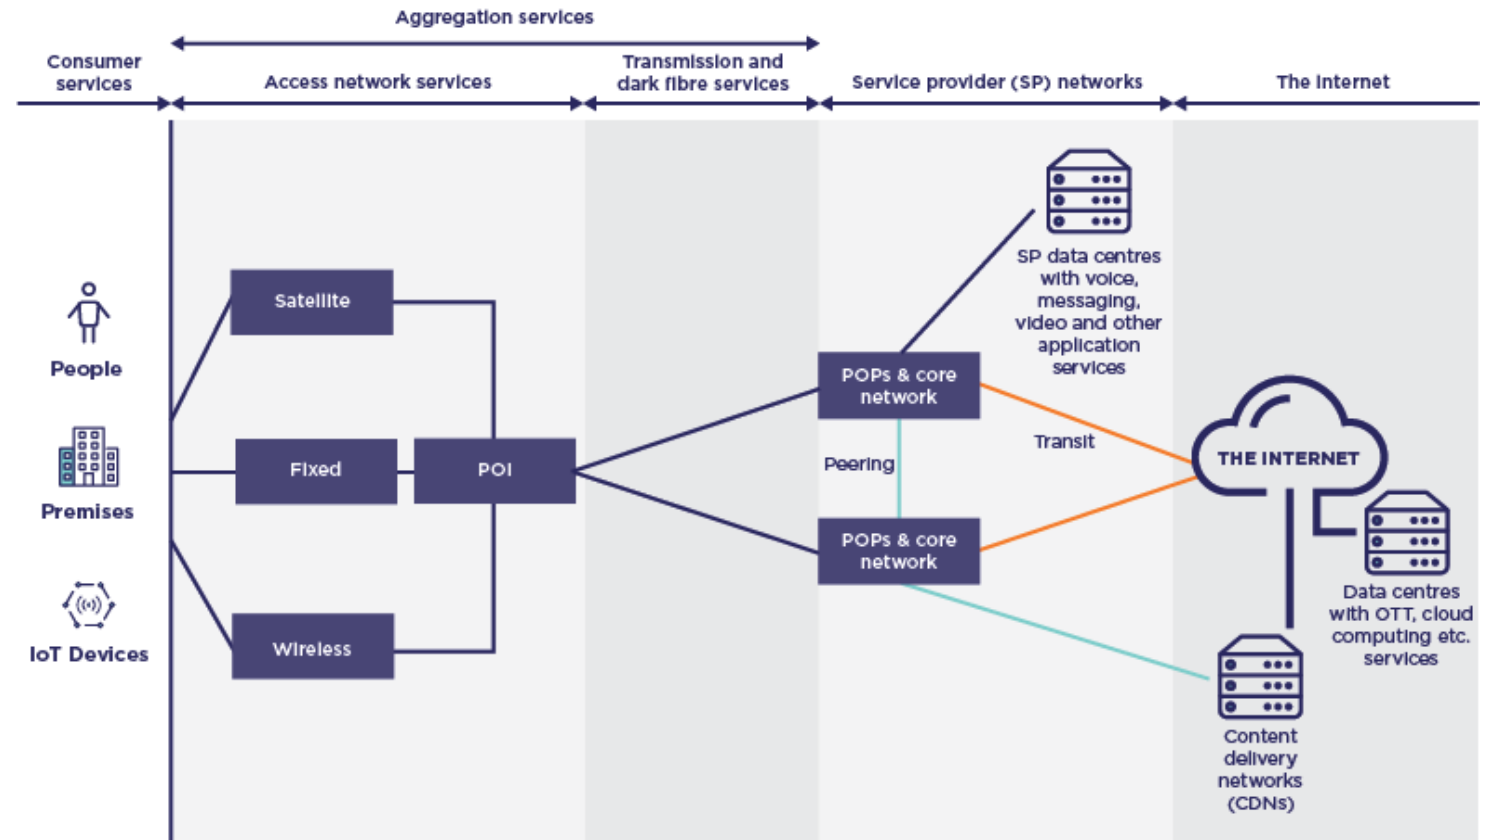 Aggregation services
Consumer
services
Access network services
Transmission and
dark fibre services
Service provider (SP) networks
The Internet
People
Premises
IoT Devices
Satellite
Fixed
Wireless
POI
POPs & core
network
Peering
POPs & core
network
Transit
SP data centres
with voice,
messaging,
video and other
application
services
THE INTERNET
Data centres
with OTT, cloud
computing etc.
services
Content
delivery
networks
(CDNs)